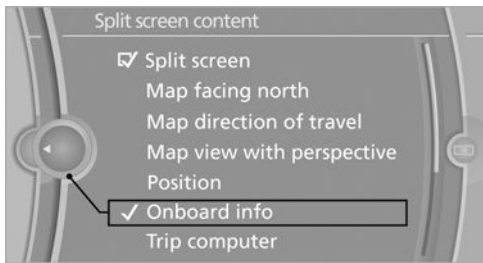 Split screen content
Split screen
Map facing north
Map direction of travel
Map view with perspective
Position
Onboard info
Trip computer